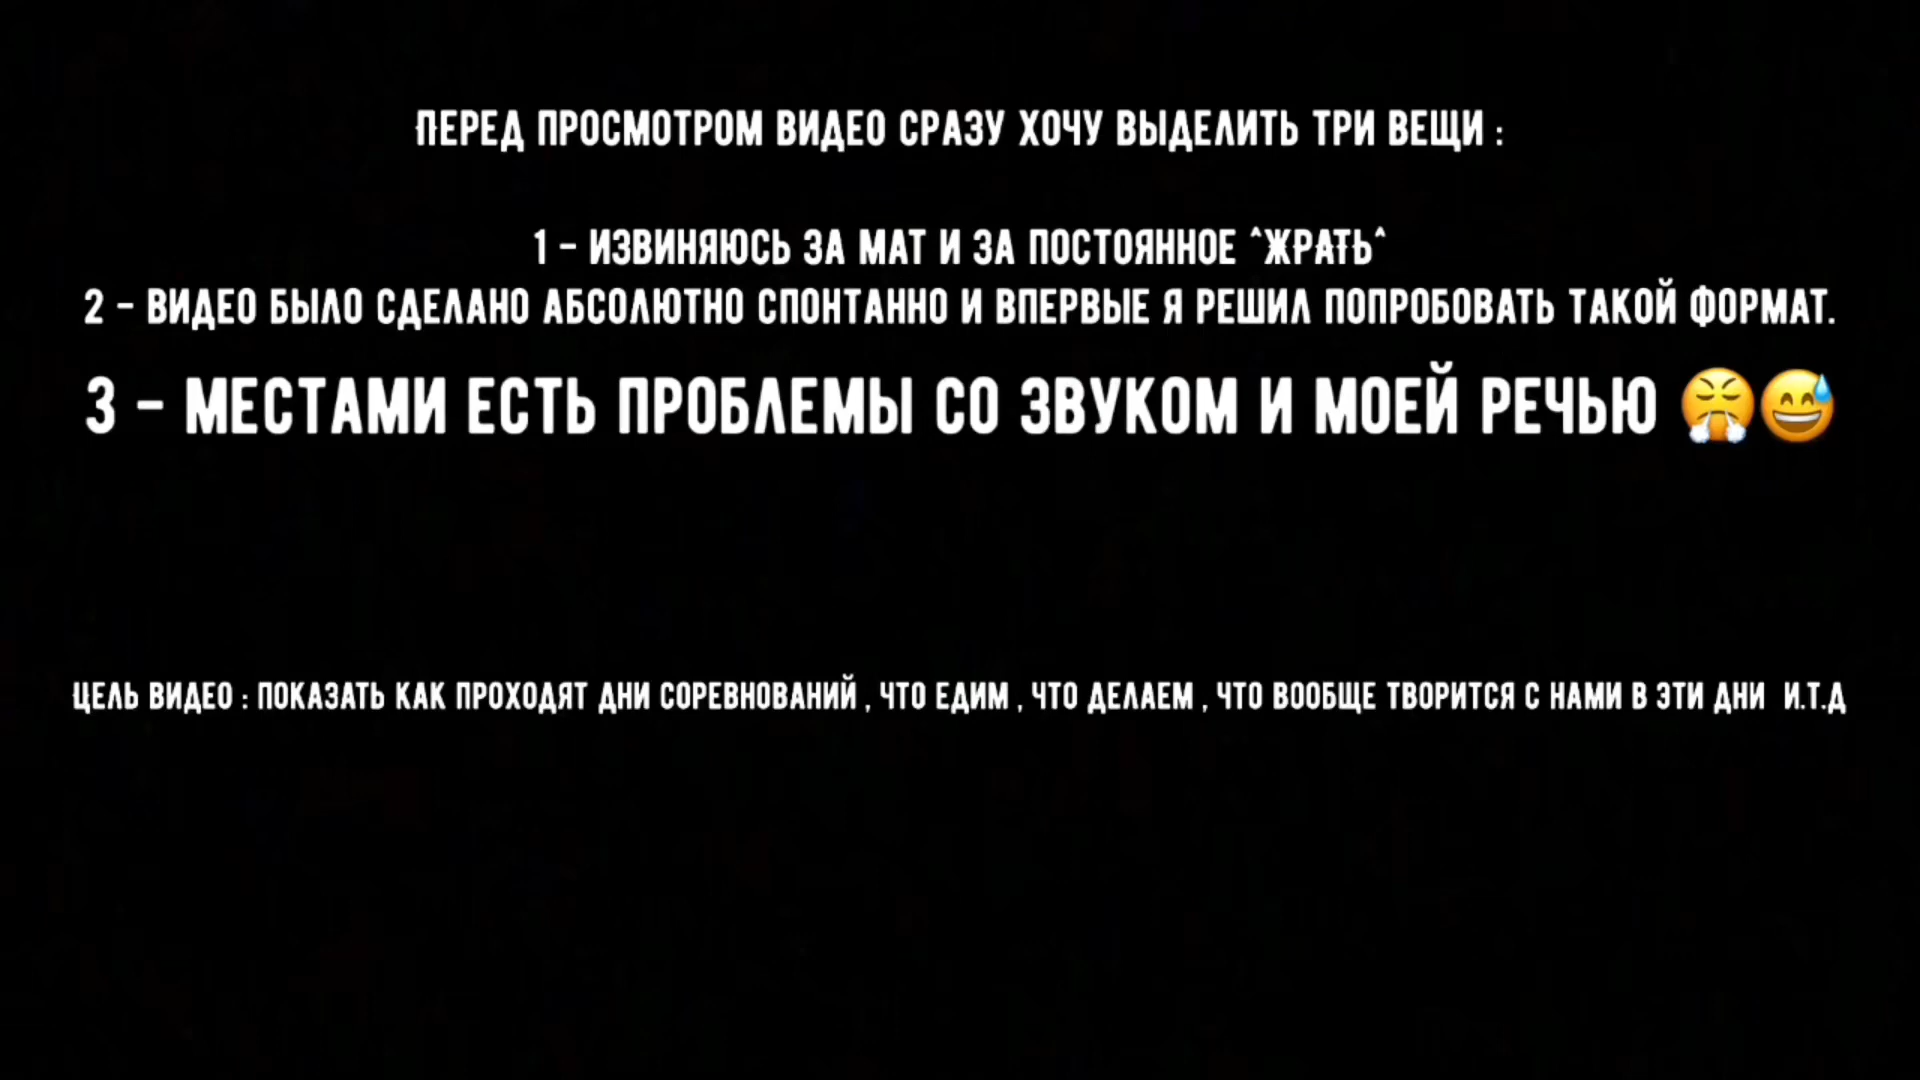 ПЕРЕД ПРОСМОТРОМ ВИДЕО СРАЗУ ХОЧУ ВЫДЕЛИТЬ ТРИ ВЕЩИ :
1 - ИЗВИНЯЮСЬ ЗА МАТ И ЗА ПОСТОЯННОЕ ^ЖРАТЬ^
2 - ВИДЕО БЫЛО СДЕЛАНО АБСОЛЮТНО СПОНТАННО И ВПЕРВЫЕ Я РЕШИЛ ПОПРОБОВАТЬ ТАКОЙ ФОРМАТ.
3 - МЕСТАМИ ЕСТЬ ПРОБЛЕМЫ СО ЗВУКОМ И МОЕЙ РЕЧЬЮ 😤😅
ЦЕЛЬ ВИДЕО : ПОКАЗАТЬ КАК ПРОХОДЯТ ДНИ СОРЕВНОВАНИЙ , ЧТО ЕДИМ , ЧТО ДЕЛАЕМ , ЧТО ВООБЩЕ ТВОРИТСЯ С НАМИ В ЭТИ ДНИ И.Т.Д